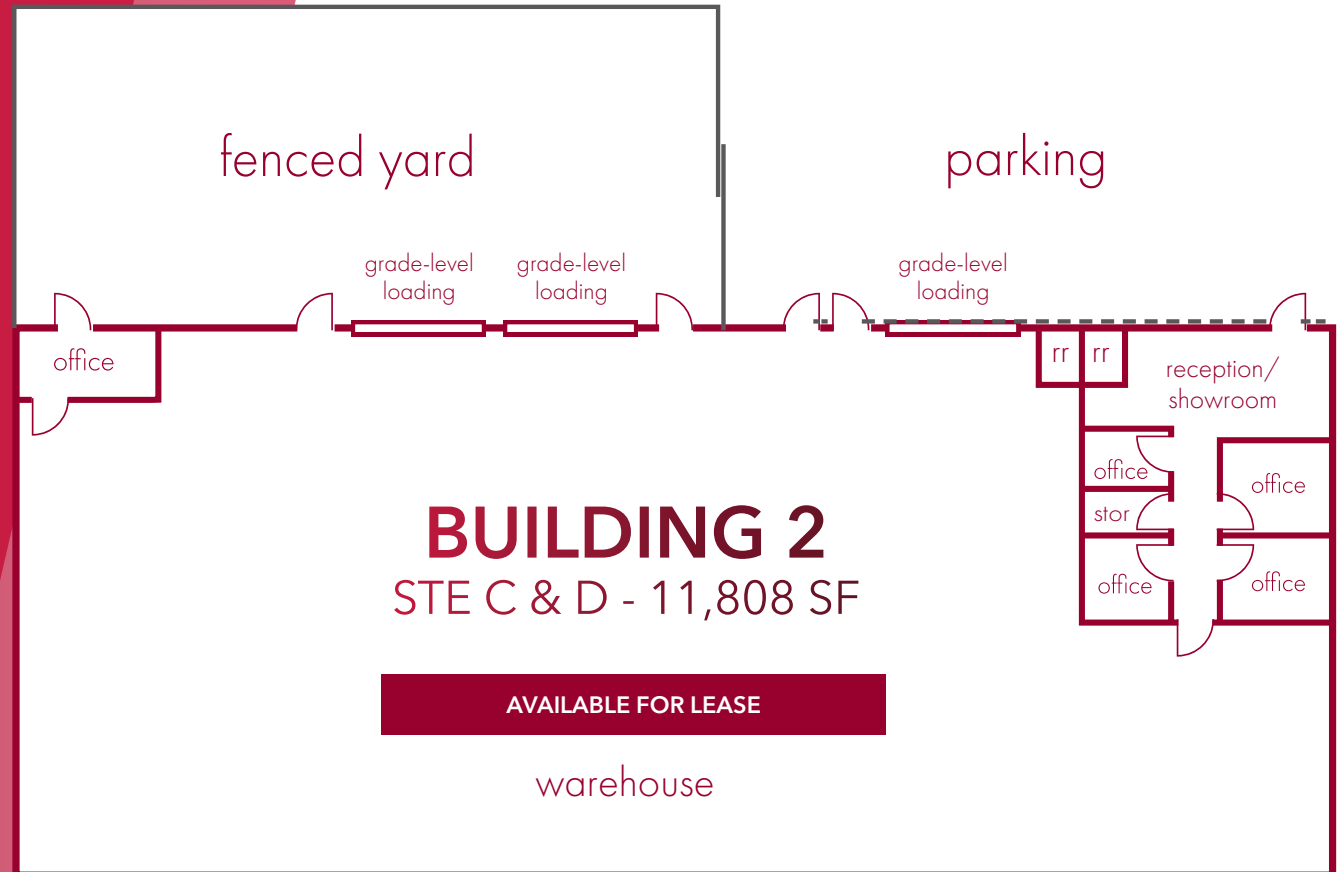 fenced yard
parking
grade-level
loading
grade-level
loading
grade-level
loading
office
rr
rr
reception/
showroom
office
office
stor
office
office
BUILDING 2
STE C & D - 11,808 SF
AVAILABLE FOR LEASE
warehouse